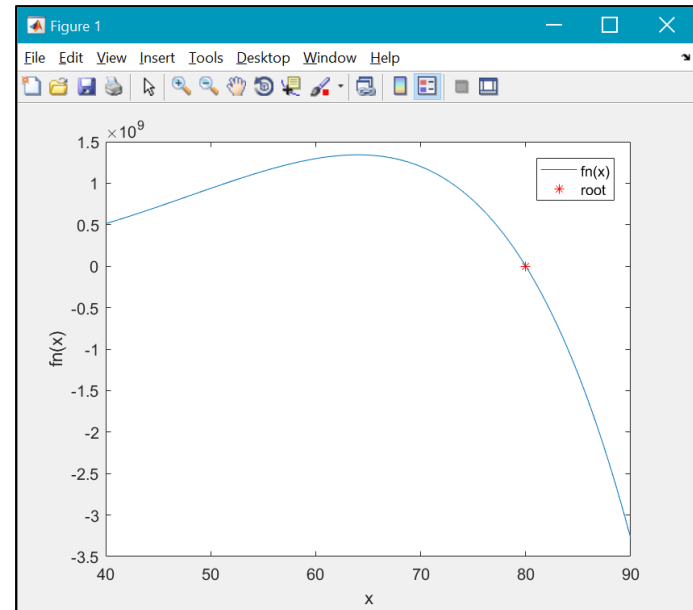 Figure 1
File Edit View Insert Tools Desktop Window Help
×10⁹
1.5
1
0.5
0
-0.5
-1
-1.5
-2
-2.5
-3
-3.5
fn(x)
fn(x)
root
40 50 60 70 80 90
x